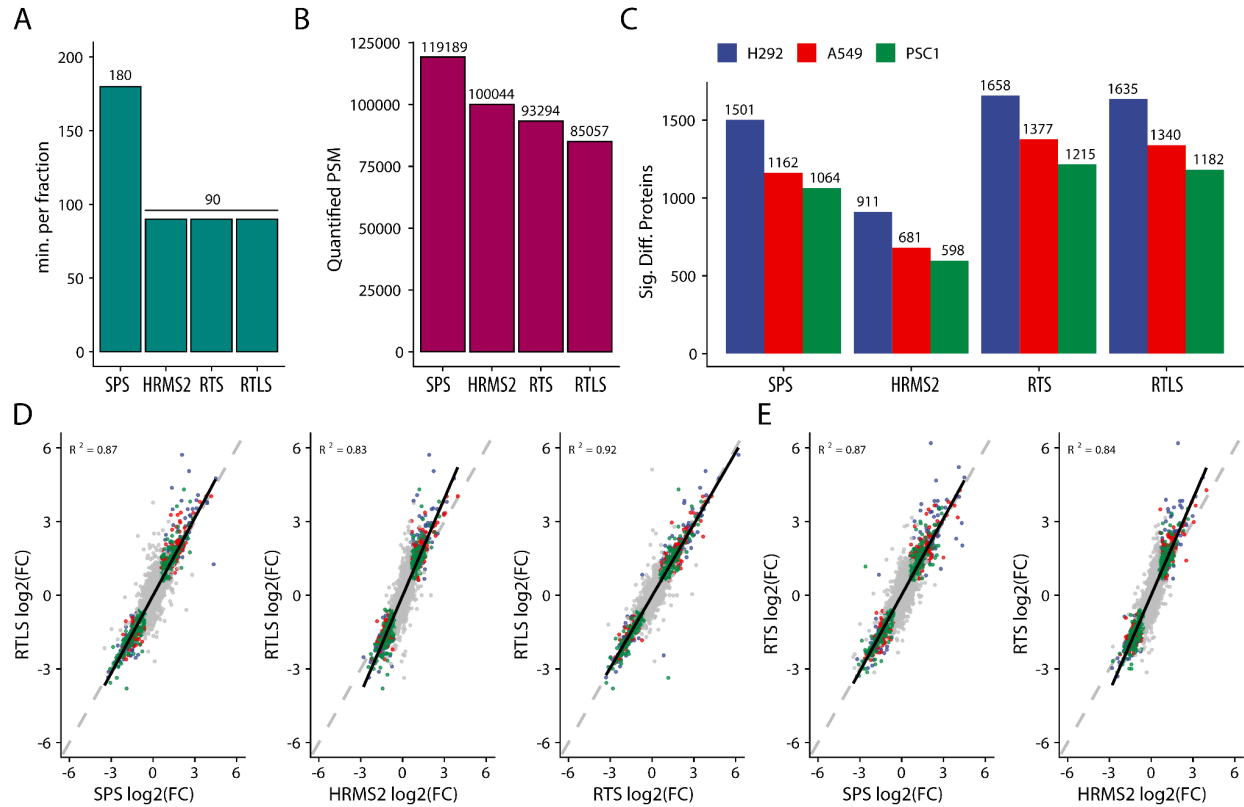 A
min. per fraction
200
150
100
50
0
180
90
SPS HRMS2 RTS RTLS
B
Quantified PSM
125000
100000
75000
50000
25000
0
119189
100044
93294
85057
SPS HRMS2 RTS RTLS
C
H292 A549 PSC1
Sig. Diff. Proteins
1500
1000
500
0
1501 1162 1064
911 681 598
1658 1377 1215
1635 1340 1182
SPS HRMS2 RTS RTLS
D
R 2 = 0.87
RTLS log2(FC)
6
3
0
-3
-6
-6 -3 0 3 6
SPS log2(FC)
R 2 = 0.83
RTLS log2(FC)
6
3
0
-3
-6
-6 -3 0 3 6
HRMS2 log2(FC)
R 2 = 0.92
RTLS log2(FC)
6
3
0
-3
-6
-6 -3 0 3 6
RTS log2(FC)
E
R 2 = 0.87
RTS log2(FC)
6
3
0
-3
-6
-6 -3 0 3 6
SPS log2(FC)
R 2 = 0.84
RTS log2(FC)
6
3
0
-3
-6
-6 -3 0 3 6
HRMS2 log2(FC)